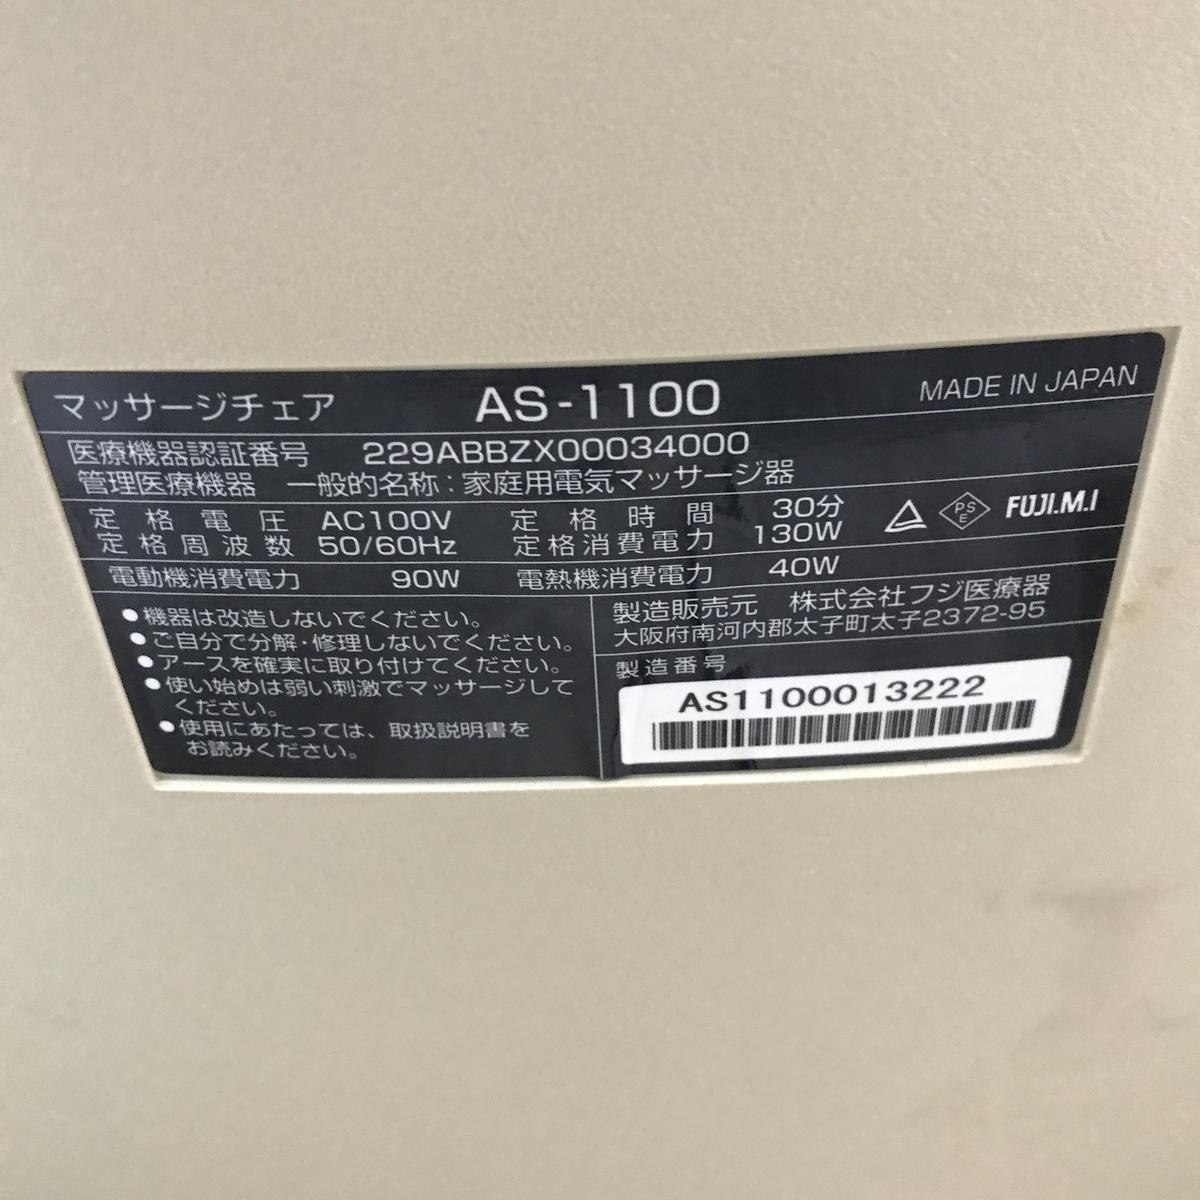 マッサージチェア AS-1100 MADE IN JAPAN
医療機器認証番号 229ABBZX00034000
管理医療機器 一般的名称：家庭用電気マッサージ器
定格電圧 AC100V 定格時間 30分
定格周波数 50/60Hz 定格消費電力 130W
PS
E
FUJI.M.I
電動機消費電力 90W 電熱機消費電力 40W
●機器は改造しないでください。
●ご自分で分解・修理しないでください。
●アースを確実に取り付けてください。
●使い始めは弱い刺激でマッサージして
ください。
●使用にあたっては、取扱説明書を
お読みください。
製造販売元 株式会社フジ医療器
大阪府南河内郡太子町太子2372-95
製造番号
AS1100013222